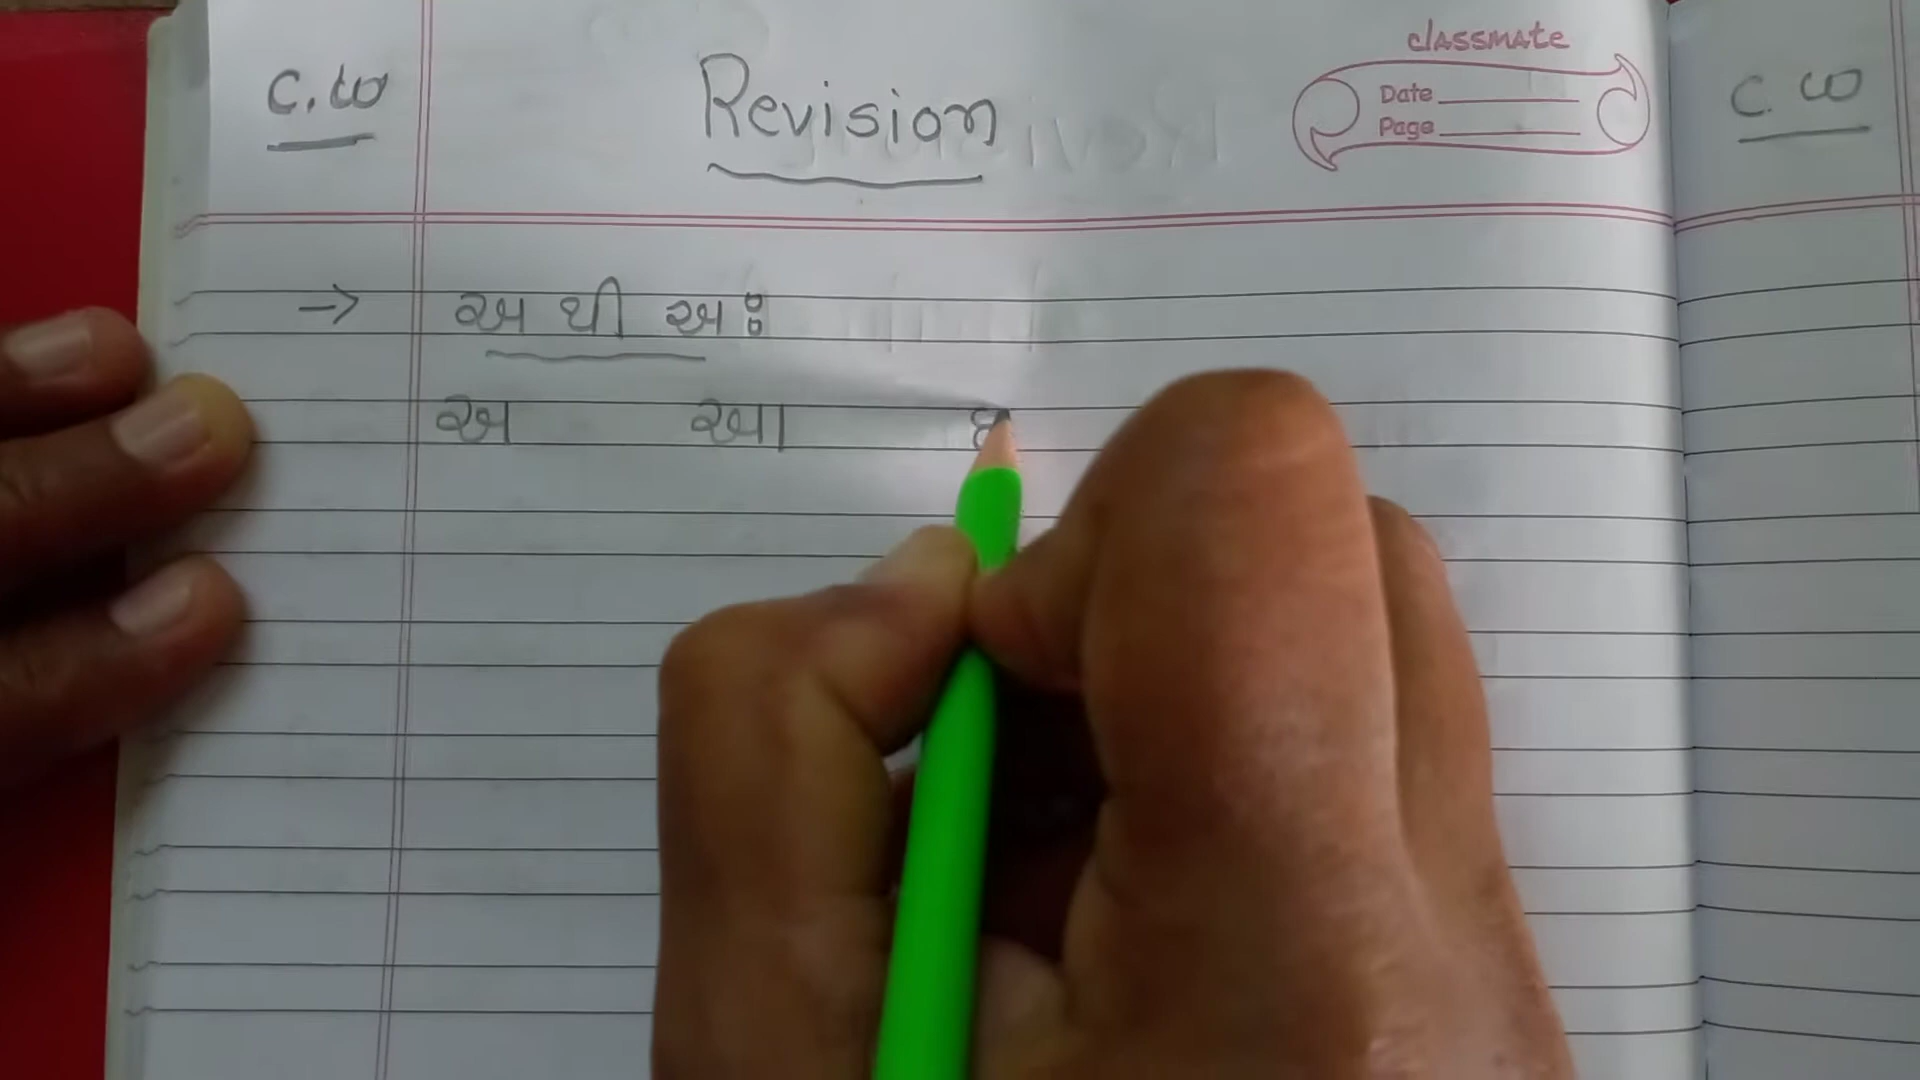 C.W Revision classmate C.W
Date
Page
→ અ થી અઃ
અ આ